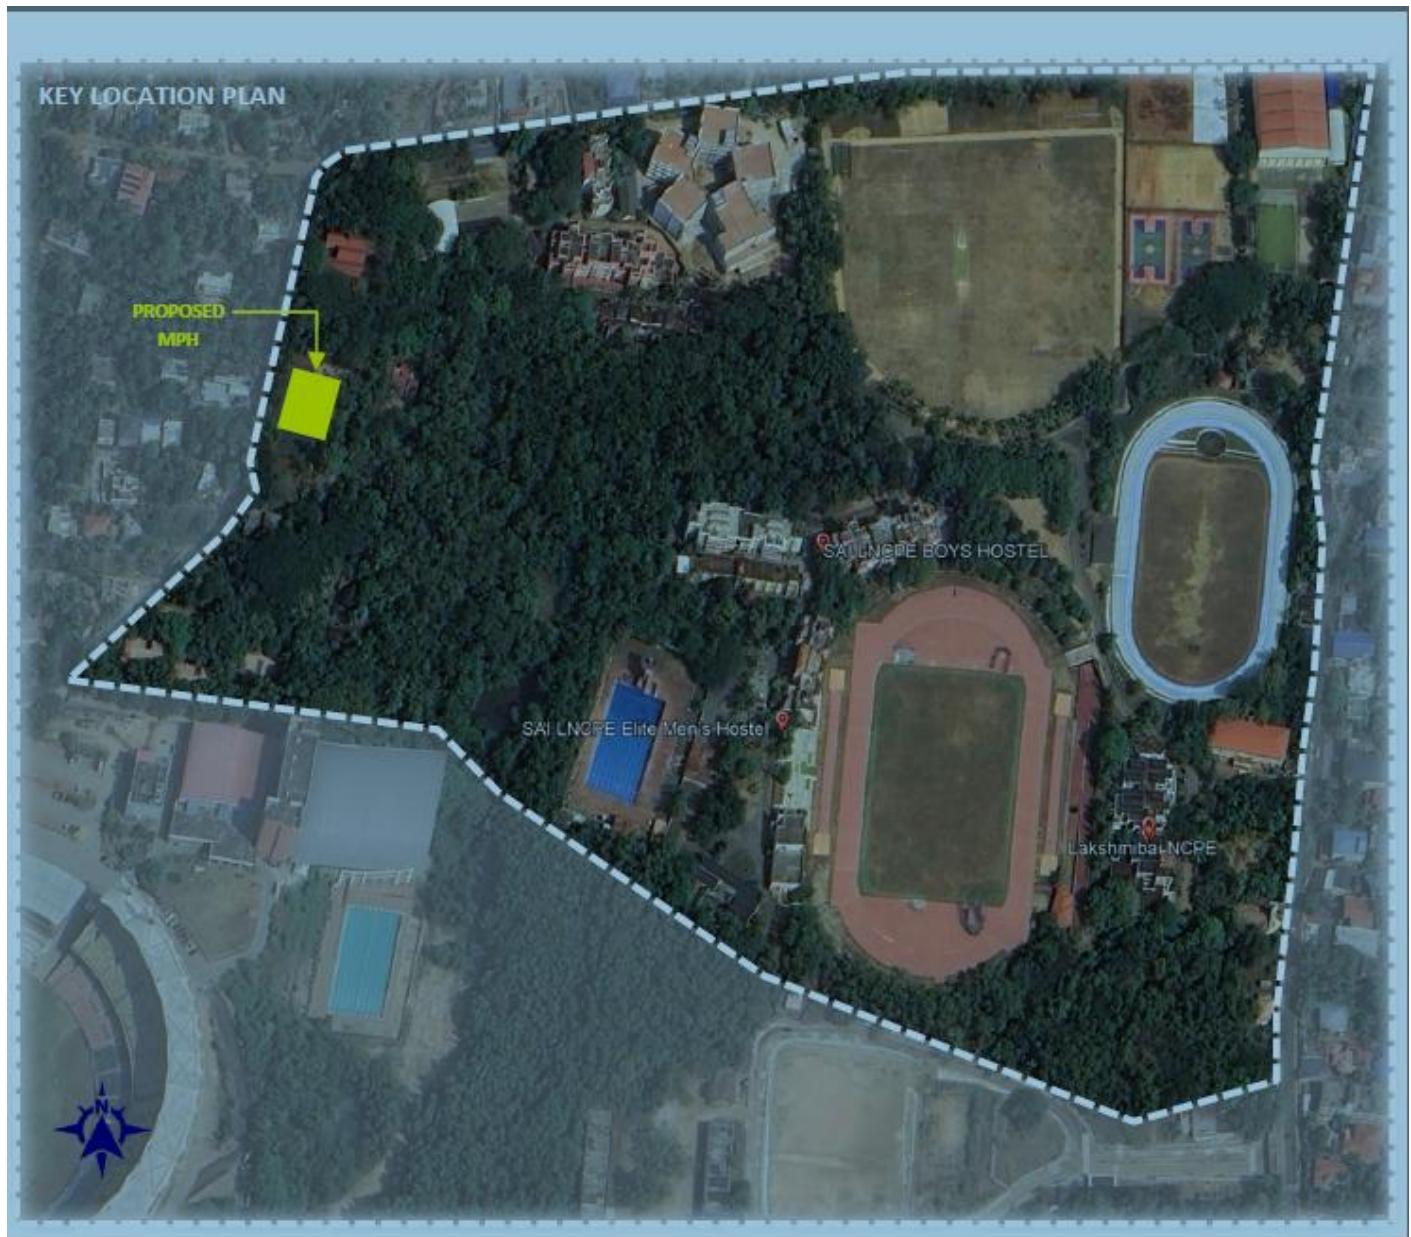 KEY LOCATION PLAN
PROPOSED
MPH
SAI LNCPE BOYS HOSTEL
SAI LNCPE Elite Men's Hostel
Lakshmibai NCPE
N